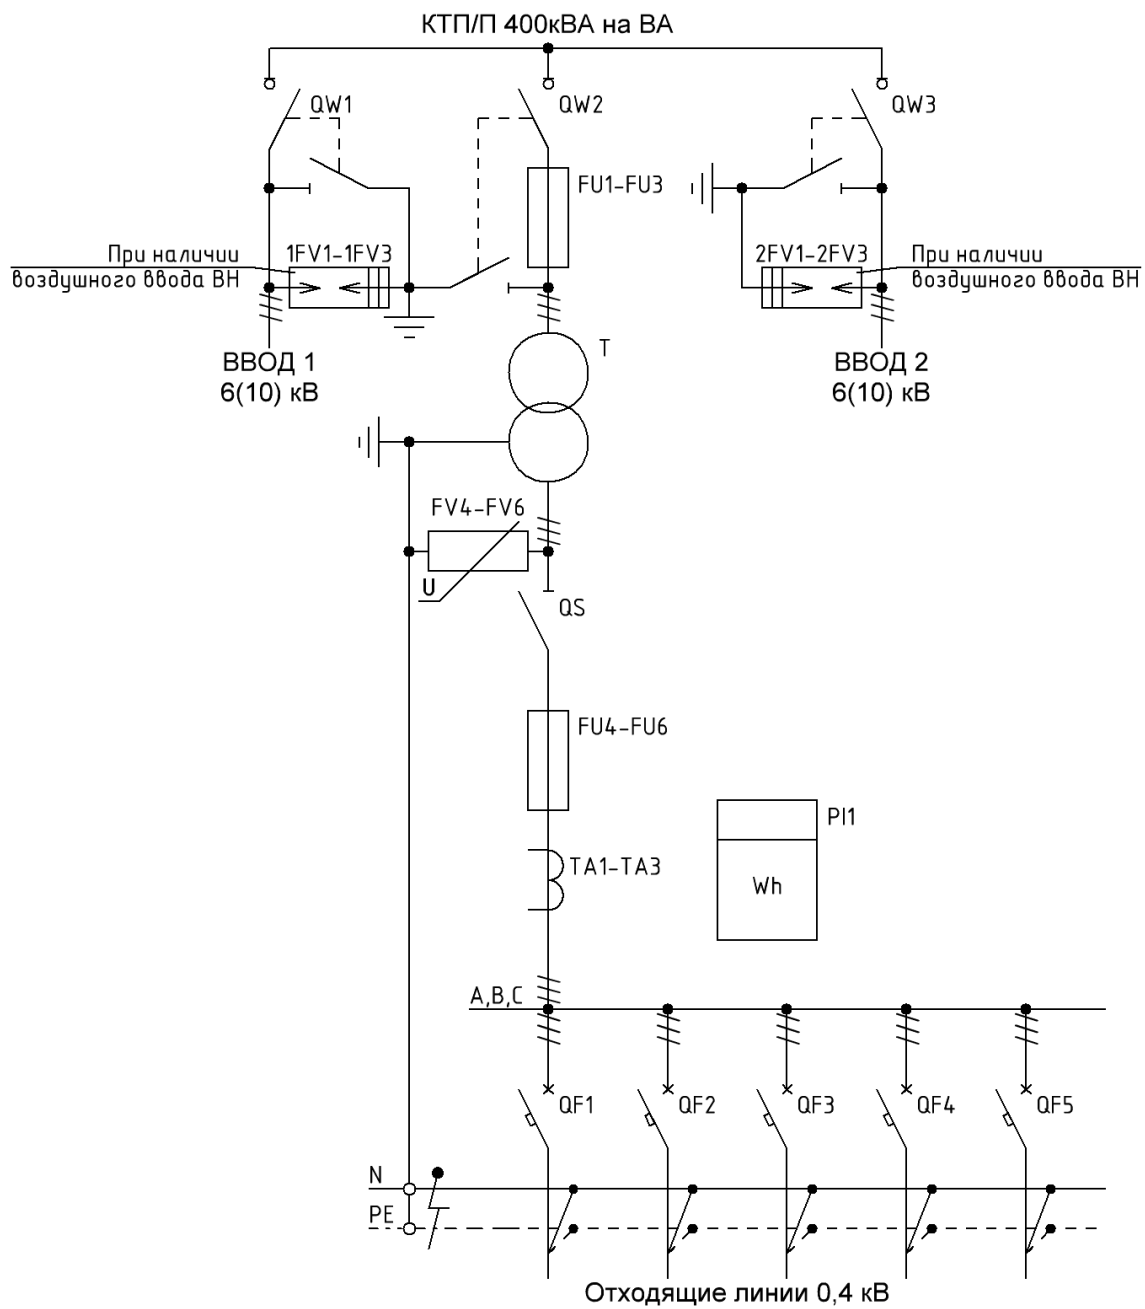 КТП/П 400кВА на ВА
QW1
QW2
QW3
FU1-FU3
При наличии
воздушного ввода ВН
1FV1-1FV3
2FV1-2FV3
При наличии
воздушного ввода ВН
ВВОД 1
6(10) кВ
T
ВВОД 2
6(10) кВ
FV4-FV6
U
QS
FU4-FU6
PI1
TA1-TA3
Wh
A,B,C
QF1
QF2
QF3
QF4
QF5
N
PE
Отходящие линии 0,4 кВ